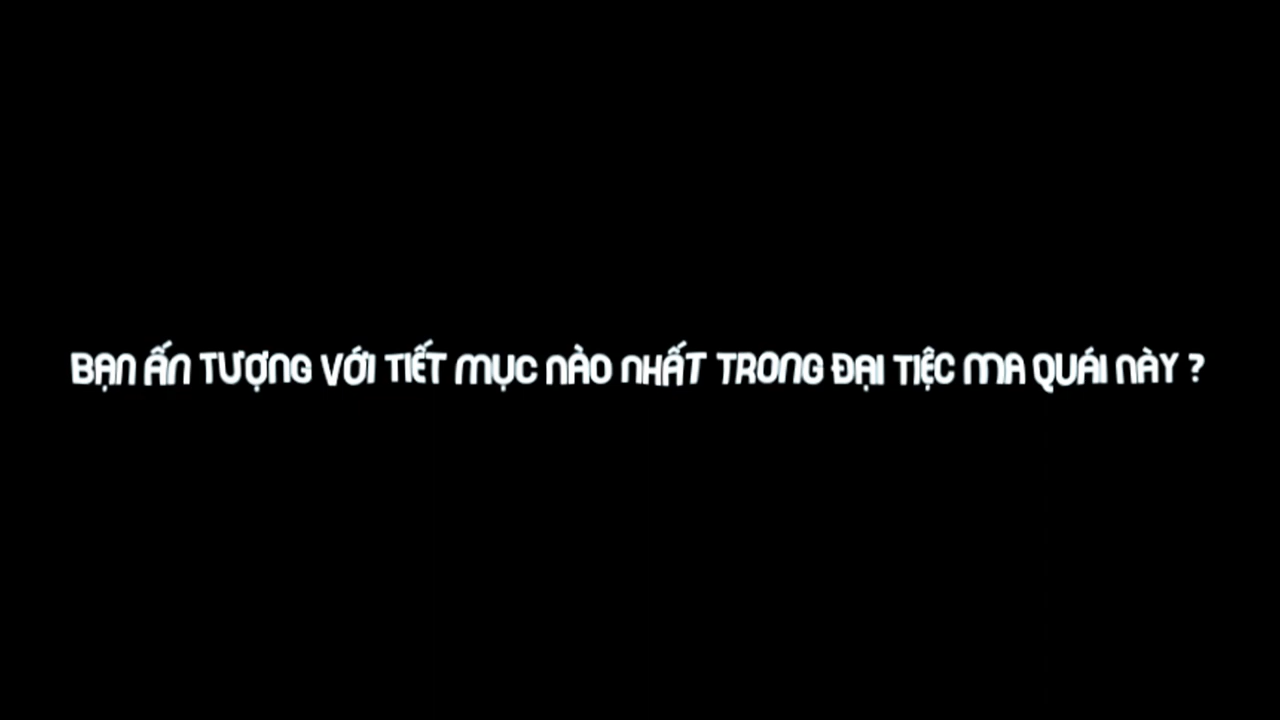 BẠN ẤN TƯỢNG VỚI TIẾT MỤC NÀO NHẤT TRONG ĐẠI TIỆC MA QUÁI NÀY ?